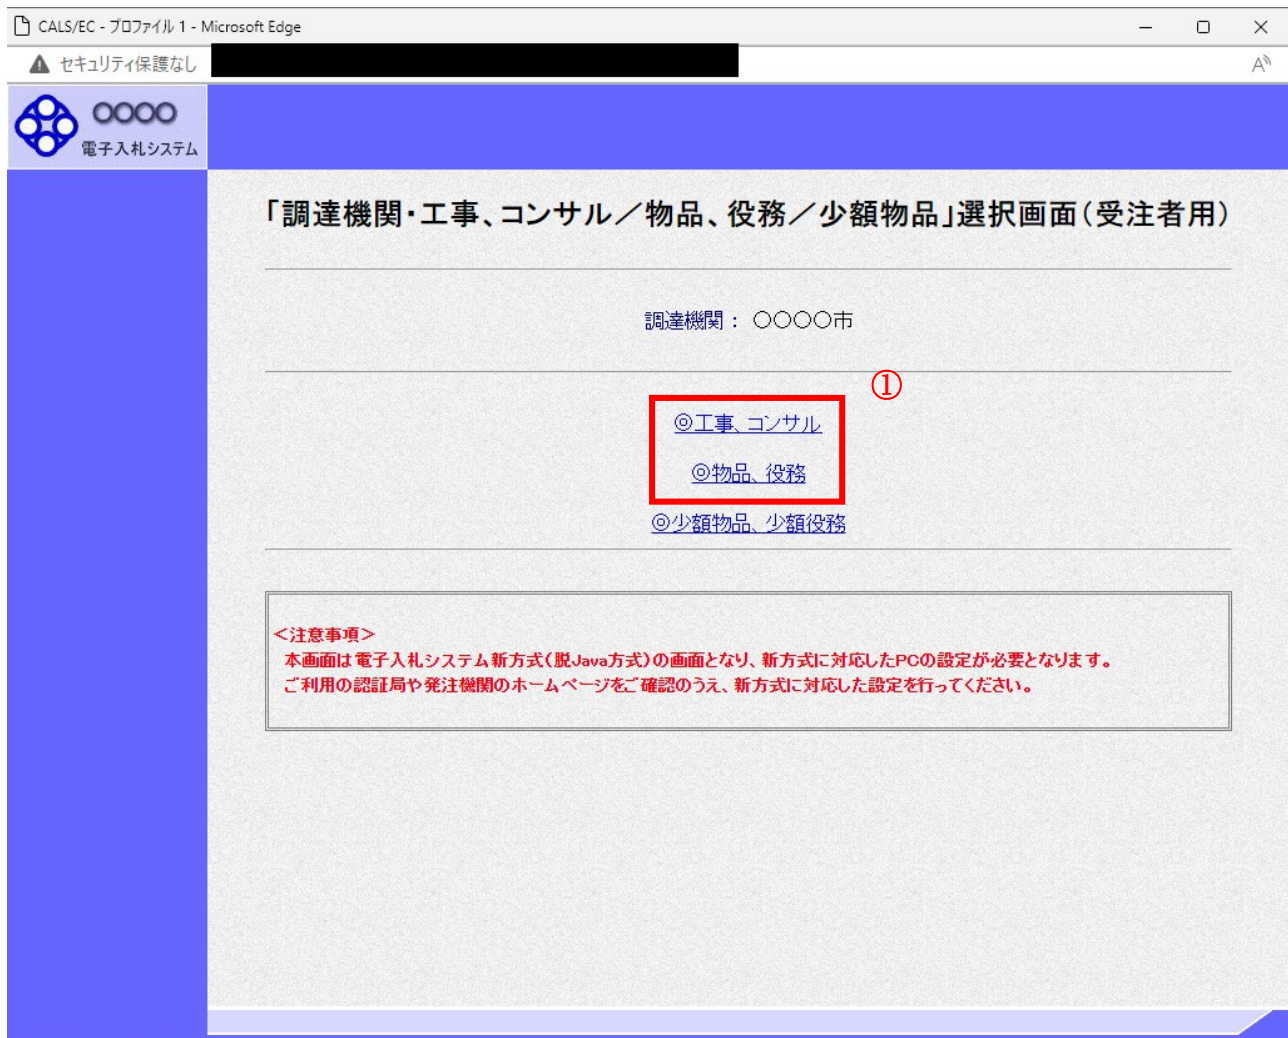 CALS/EC - プロファイル 1 - Microsoft Edge
セキュリティ保護なし
○○○○
電子入札システム
「調達機関・工事、コンサル／物品、役務／少額物品」選択画面（受注者用）
調達機関： ○○○○市
①
◎工事、コンサル
◎物品、役務
◎少額物品、少額役務
＜注意事項＞
本画面は電子入札システム新方式（脱Java方式）の画面となり、新方式に対応したPCの設定が必要となります。
ご利用の認証局や発注機関のホームページをご確認のうえ、新方式に対応した設定を行ってください。